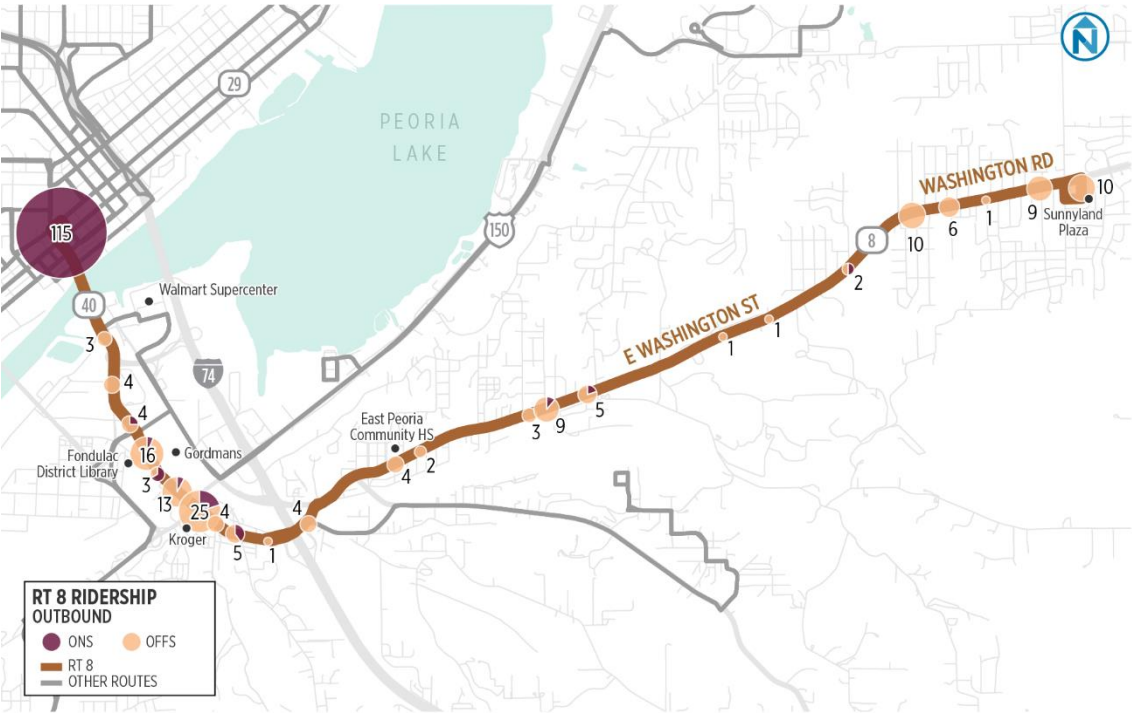 N
29
PEORIA
LAKE
115
150
WASHINGTON RD
10
Sunnyland
Plaza
9
1
6
10
8
2
40
Walmart Supercenter
3
E WASHINGTON ST
1
1
74
4
4
East Peoria
Community HS
5
9
3
Fondulac
District Library
16
Gordmans
4
2
3
13
25
4
4
Kroger
5
1
RT 8 RIDERSHIP
OUTBOUND
ONS
OFFS
RT 8
OTHER ROUTES